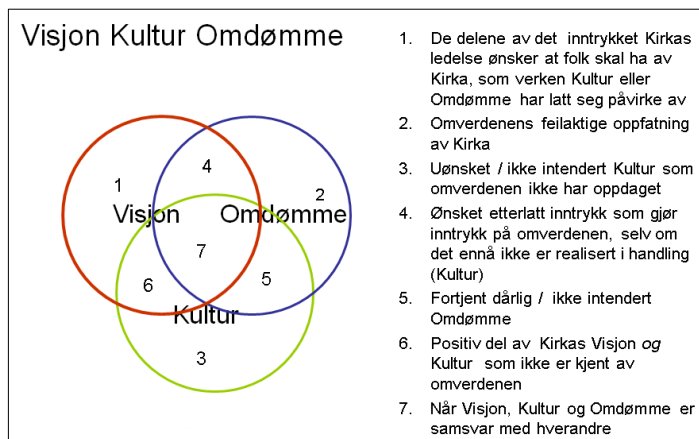 Visjon Kultur Omdømme
1
4
2
Visjon
Omdømme
7
6
5
Kultur
3
1. De delene av det inntrykket Kirkas
ledelse ønsker at folk skal ha av
Kirka, som verken Kultur eller
Omdømme har latt seg påvirke av
2. Omverdenens feilaktige oppfatning
av Kirka
3. Uønsket / ikke intendert Kultur som
omverdenen ikke har oppdaget
4. Ønsket etterlatt inntrykk som gjør
inntrykk på omverdenen, selv om
det ennå ikke er realisert i handling
(Kultur)
5. Fortjent dårlig / ikke intendert
Omdømme
6. Positiv del av Kirkas Visjon og
Kultur som ikke er kjent av
omverdenen
7. Når Visjon, Kultur og Omdømme er
samsvar med hverandre